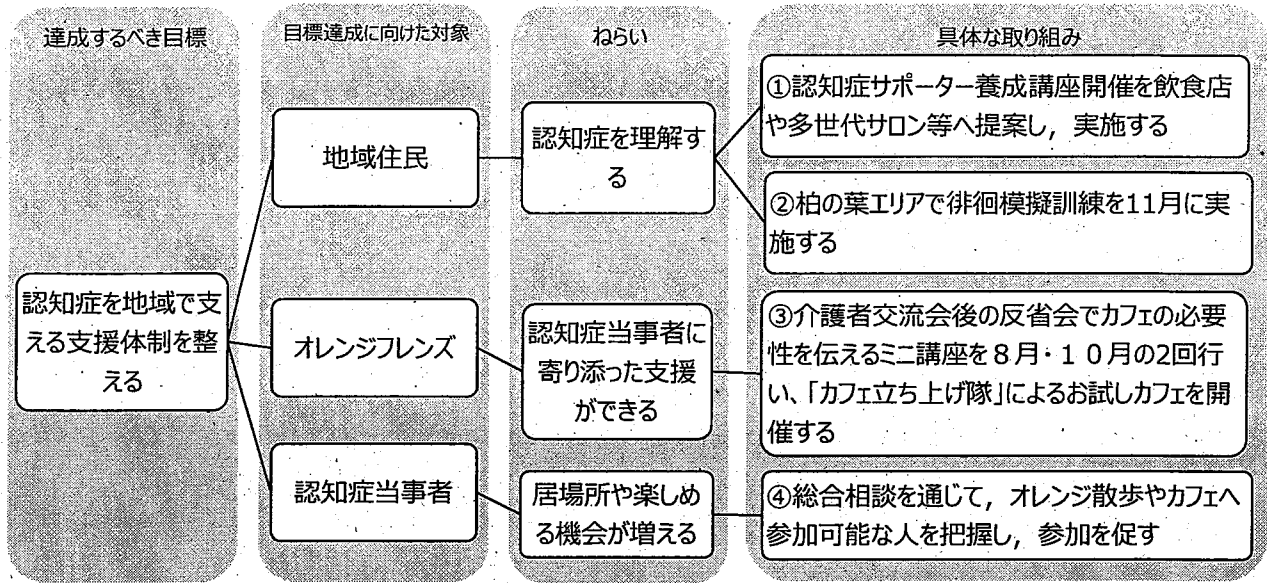 達成するべき目標
目標達成に向けた対象
ねらい
具体な取り組み
認知症を地域で支
える支援体制を整
える
地域住民
認知症を理解す
る
①認知症サポーター養成講座開催を飲食店
や多世代サロン等へ提案し，実施する
②柏の葉エリアで徘徊模擬訓練を11月に実
施する
オレンジフレンズ
認知症当事者に
寄り添った支援
ができる
③介護者交流会後の反省会でカフェの必要
性を伝えるミニ講座を８月・１０月の2回行
い、「カフェ立ち上げ隊」によるお試しカフェを開
催する
認知症当事者
居場所や楽しめ
る機会が増える
④総合相談を通じて，オレンジ散歩やカフェへ
参加可能な人を把握し，参加を促す